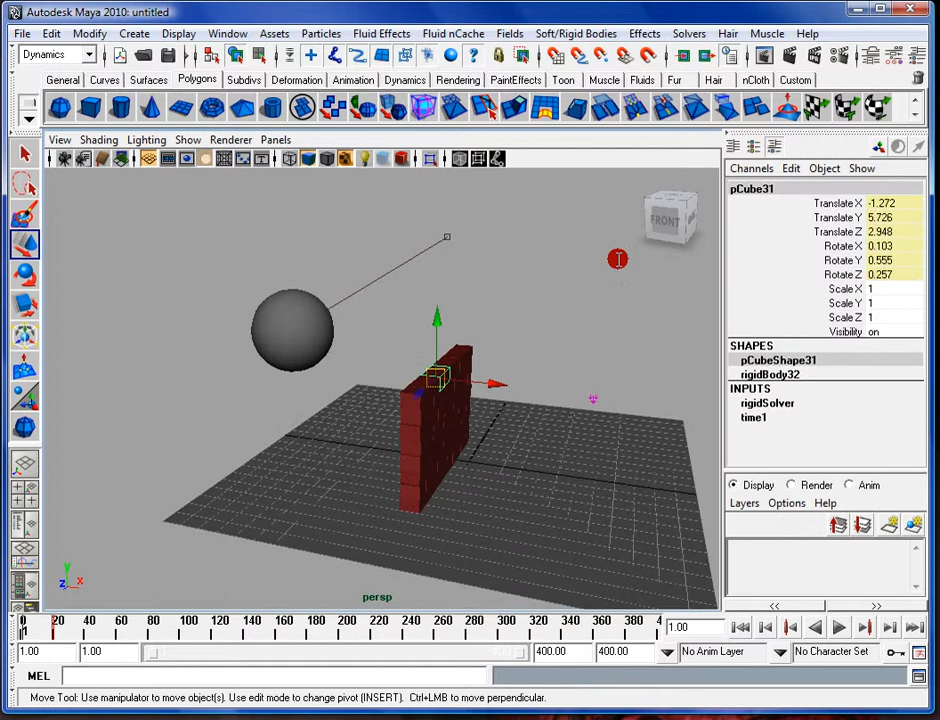 Autodesk Maya 2010: untitled
File Edit Modify Create Display Window Assets Particles Fluid Effects Fluid nCache Fields Soft/Rigid Bodies Effects Solvers Hair Muscle Help
Dynamics
General Curves Surfaces Polygons Subdivs Deformation Animation Dynamics Rendering PaintEffects Toon Muscle Fluids Fur Hair nCloth Custom
View Shading Lighting Show Renderer Panels
Channels Edit Object Show
pCube31
Translate X -1.272
Translate Y 5.726
Translate Z 2.948
Rotate X 0.103
Rotate Y 0.555
Rotate Z 0.257
Scale X 1
Scale Y 1
Scale Z 1
Visibility on
SHAPES
pCubeShape31
rigidBody32
INPUTS
rigidSolver
time1
FRONT
Display Render Anim
Layers Options Help
y
z x
persp
<< >>
0 20 40 60 80 100 120 140 160 180 200 220 240 260 280 300 320 340 360 380 4
1
1.00
1.00 1.00 400.00 400.00 No Anim Layer No Character Set
MEL
Move Tool: Use manipulator to move object(s). Use edit mode to change pivot (INSERT). Ctrl+LMB to move perpendicular.